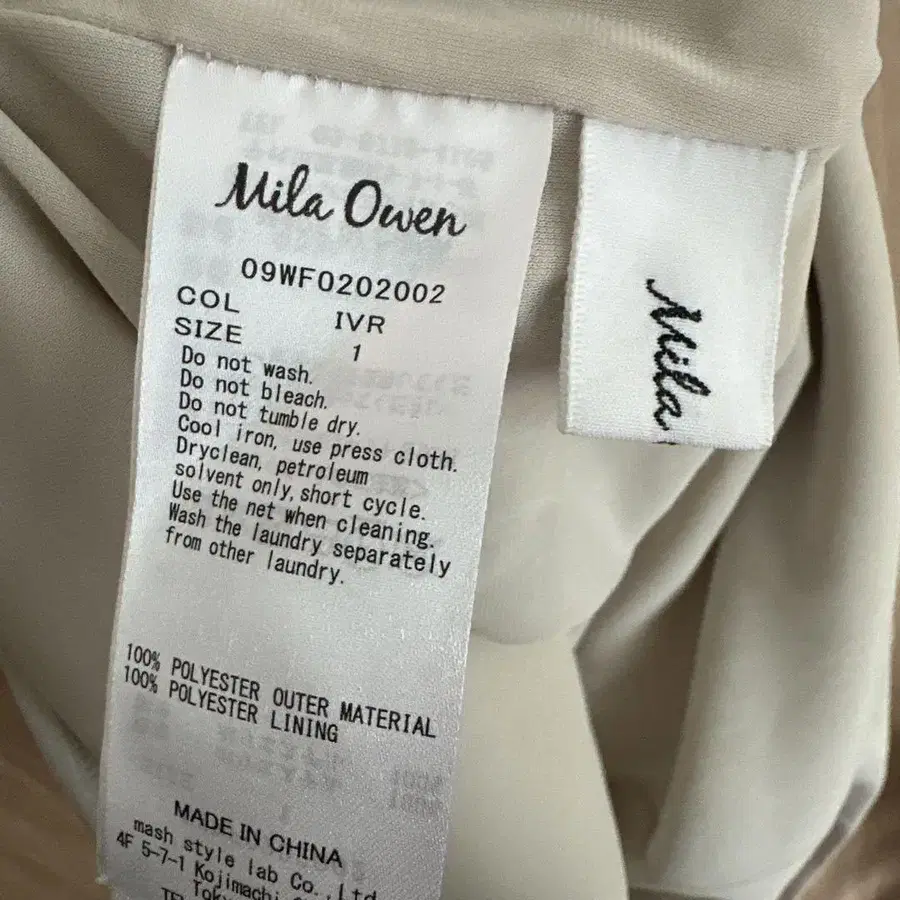 Mila Owen
09WF0202002
COL IVR
SIZE 1
Do not wash.
Do not bleach.
Do not tumble dry.
Cool iron, use press cloth.
Dryclean, petroleum
solvent only, short cycle.
Use the net when cleaning.
Wash the laundry separately
from other laundry.
100% POLYESTER OUTER MATERIAL
100% POLYESTER LINING
MADE IN CHINA
mash style lab Co., Ltd
4F 5-7-1 Kojimachi
Mila